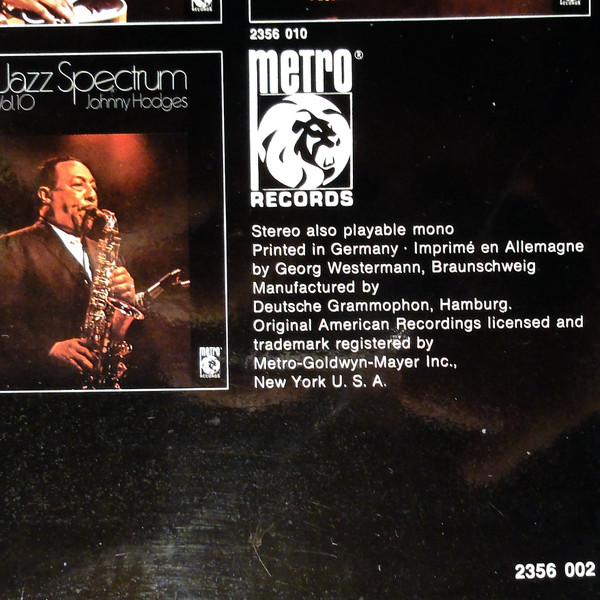 2356 010
Jazz Spectrum
Vol.10 Johnny Hodges
METRO®
RECORDS
Stereo also playable mono
Printed in Germany · Imprimé en Allemagne
by Georg Westermann, Braunschweig
Manufactured by
Deutsche Grammophon, Hamburg.
Original American Recordings licensed and
trademark registered by
Metro-Goldwyn-Mayer Inc.,
New York U. S. A.
METRO
RECORDS
2356 002